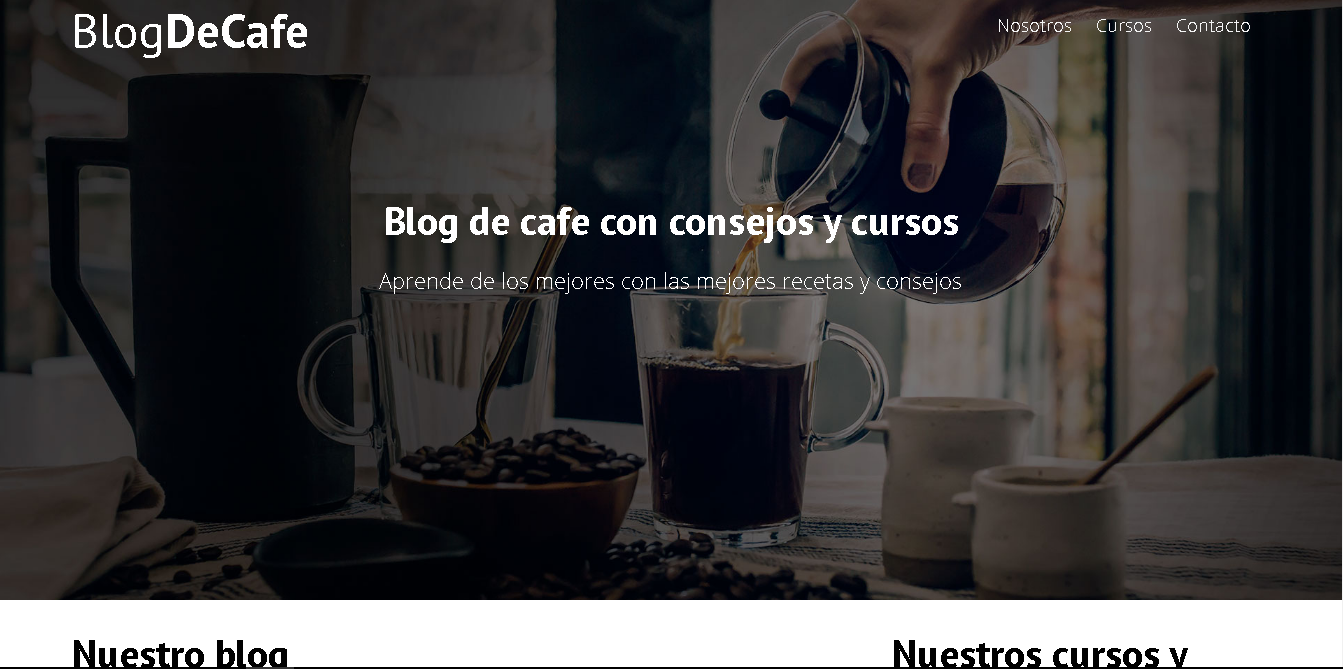 BlogDeCafe
Nosotros Cursos Contacto
Blog de cafe con consejos y cursos
Aprende de los mejores con las mejores recetas y consejos
Nuestro blog
Nuestros cursos y